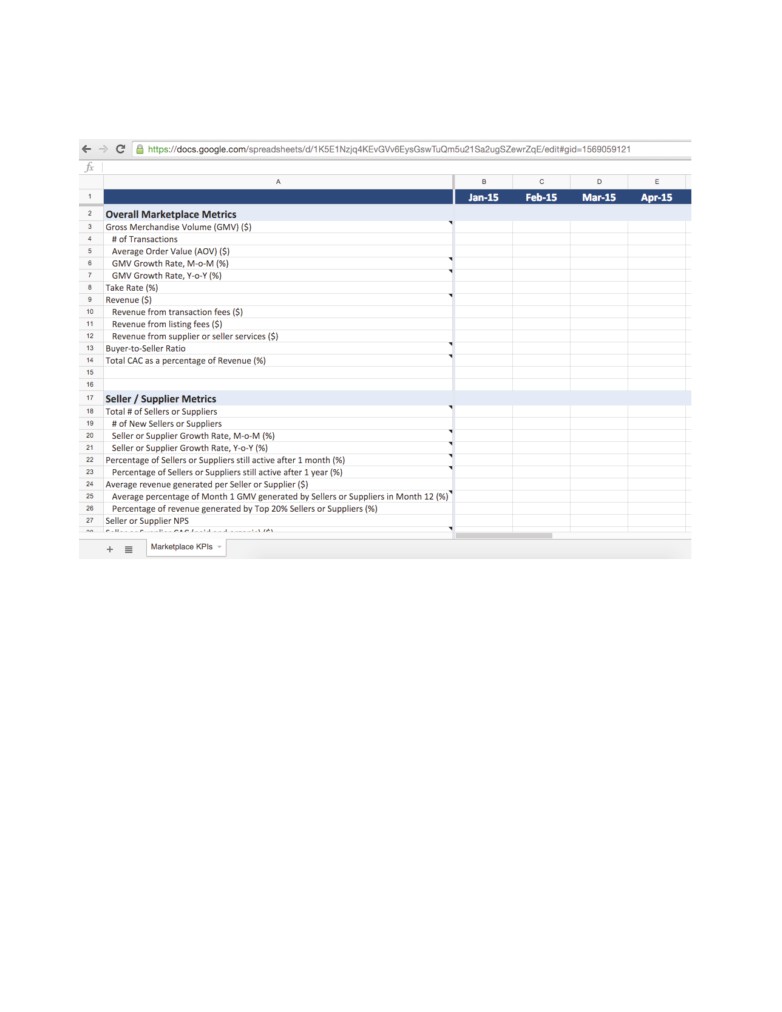 https://docs.google.com/spreadsheets/d/1K5E1Nzjq4KEvGVv6EysGswTuQm5u21Sa2ugSZewrZqE/edit#gid=1569059121
fx
A B C D E
1 Jan-15 Feb-15 Mar-15 Apr-15
2 Overall Marketplace Metrics
3 Gross Merchandise Volume (GMV) ($)
4 # of Transactions
5 Average Order Value (AOV) ($)
6 GMV Growth Rate, M-o-M (%)
7 GMV Growth Rate, Y-o-Y (%)
8 Take Rate (%)
9 Revenue ($)
10 Revenue from transaction fees ($)
11 Revenue from listing fees ($)
12 Revenue from supplier or seller services ($)
13 Buyer-to-Seller Ratio
14 Total CAC as a percentage of Revenue (%)
15
16
17 Seller / Supplier Metrics
18 Total # of Sellers or Suppliers
19 # of New Sellers or Suppliers
20 Seller or Supplier Growth Rate, M-o-M (%)
21 Seller or Supplier Growth Rate, Y-o-Y (%)
22 Percentage of Sellers or Suppliers still active after 1 month (%)
23 Percentage of Sellers or Suppliers still active after 1 year (%)
24 Average revenue generated per Seller or Supplier ($)
25 Average percentage of Month 1 GMV generated by Sellers or Suppliers in Month 12 (%)
26 Percentage of revenue generated by Top 20% Sellers or Suppliers (%)
27 Seller or Supplier NPS
Marketplace KPIs